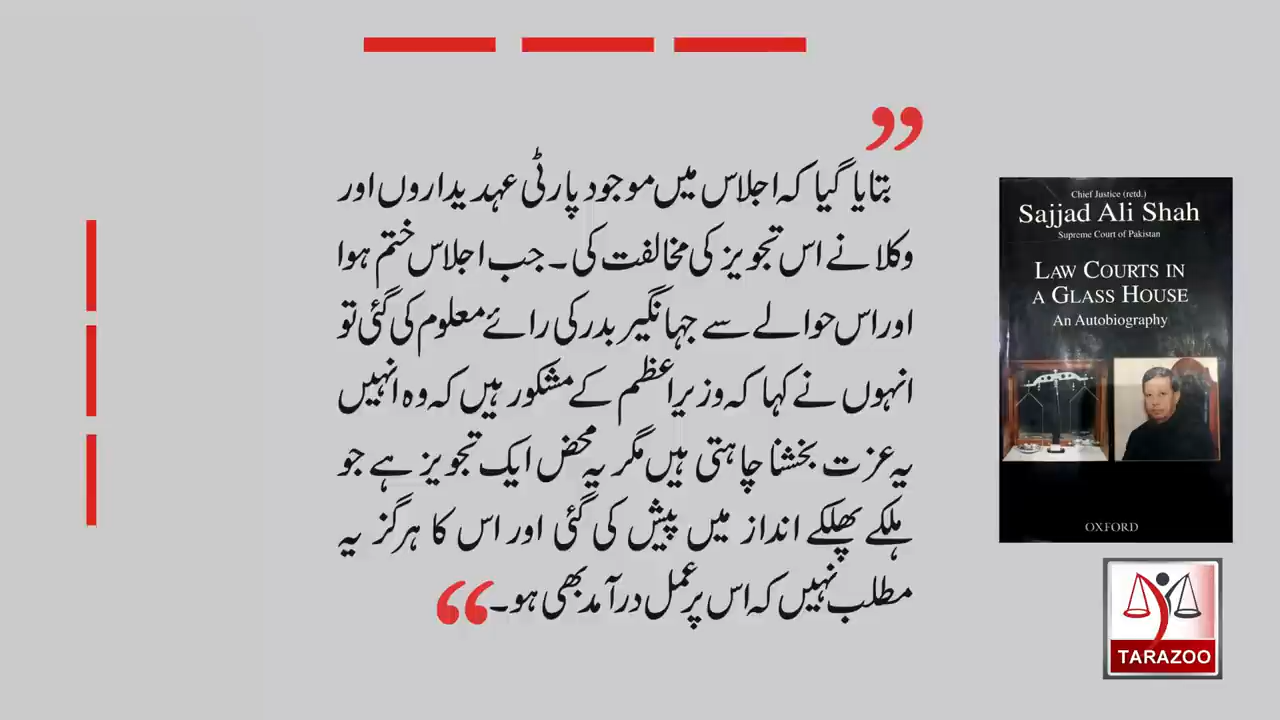 ”
بتایا گیا کہ اجلاس میں موجود پارٹی عہدیداروں اور
وکلا نے اس تجویز کی مخالفت کی۔ جب اجلاس ختم ہوا
اور اس حوالے سے جہانگیر بدر کی رائے معلوم کی گئی تو
انہوں نے کہا کہ وزیراعظم کے مشکور ہیں کہ وہ انہیں
یہ عزت بخشنا چاہتی ہیں مگر یہ محض ایک تجویز ہے جو
ہلکے پھلکے انداز میں پیش کی گئی اور اس کا ہرگز یہ
مطلب نہیں کہ اس پر عمل درآمد بھی ہو۔“
Chief Justice (retd.)
Sajjad Ali Shah
Supreme Court of Pakistan
LAW COURTS IN
A GLASS HOUSE
An Autobiography
OXFORD
TARAZOO